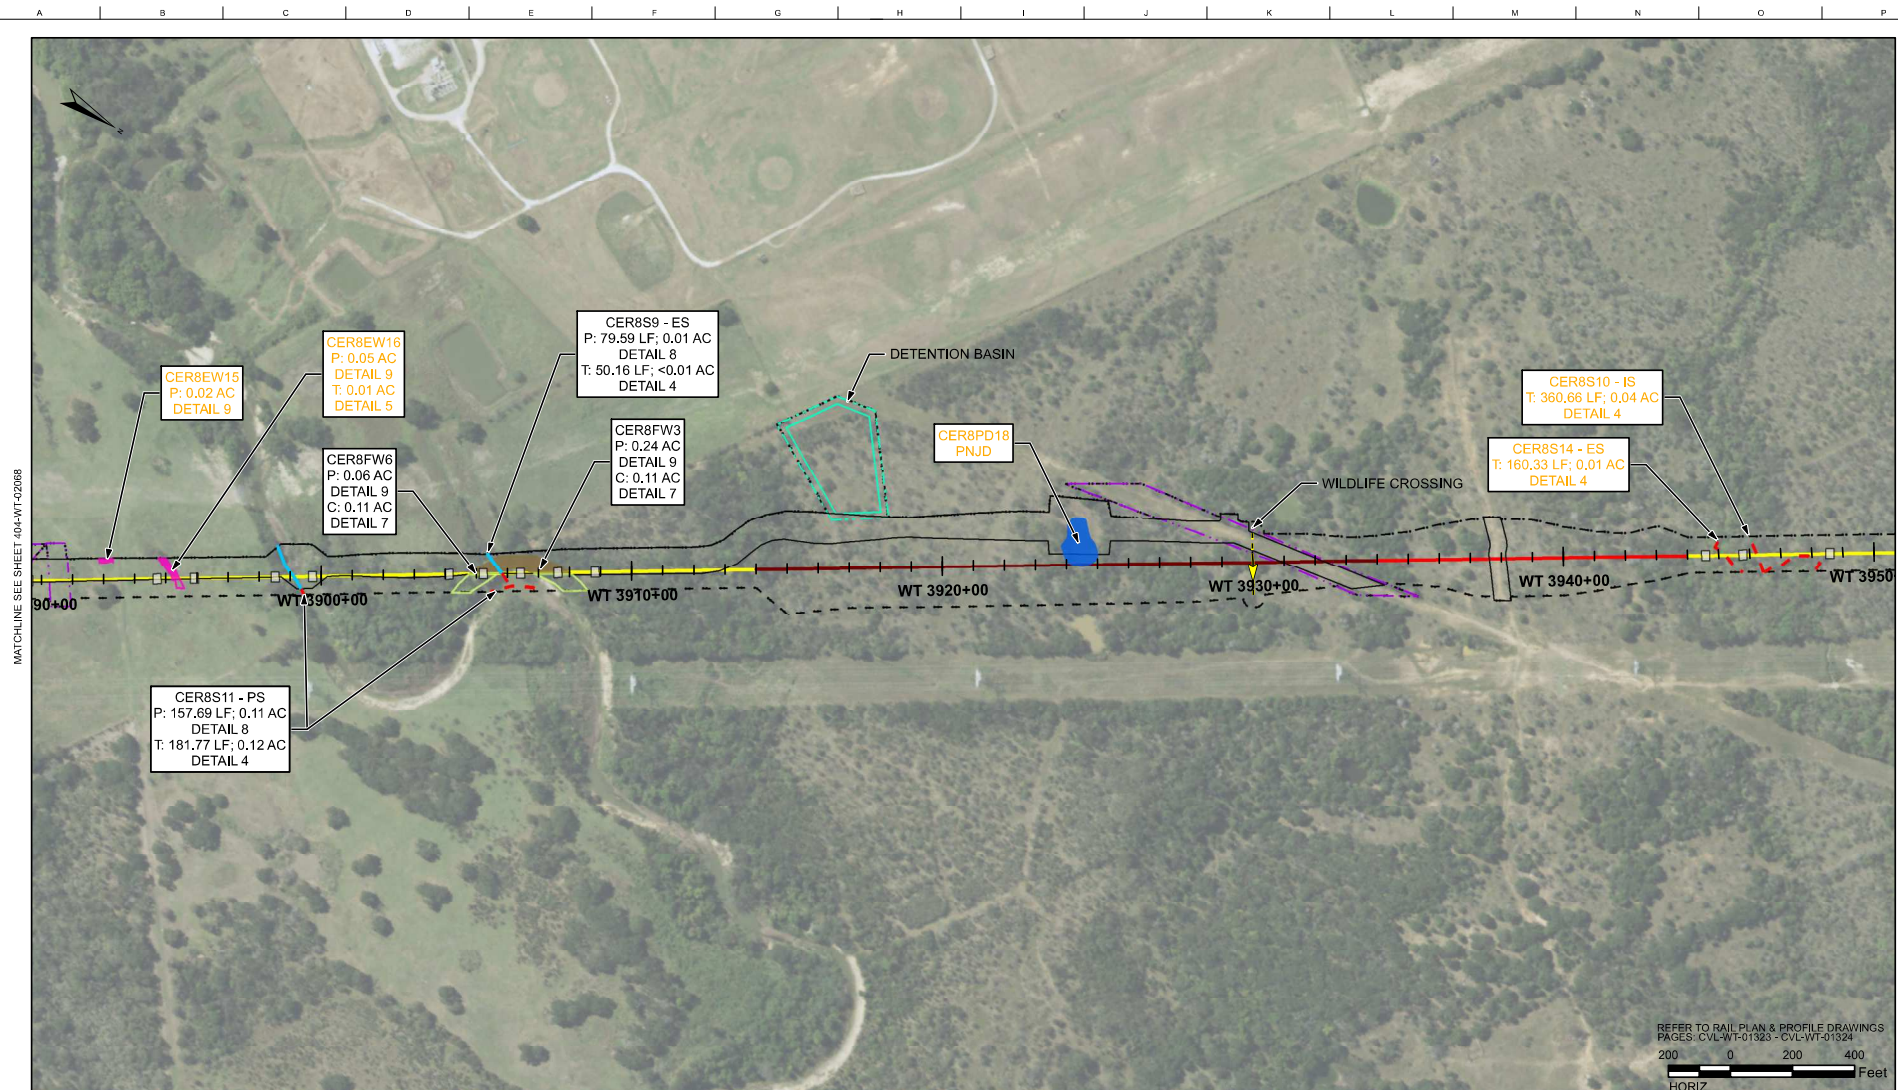 A B C D E F G H I J K L M N O P
N
MATCHLINE SEE SHEET 404-WT-02068
CER8EW15
P: 0.02 AC
DETAIL 9
CER8EW16
P: 0.05 AC
DETAIL 9
T: 0.01 AC
DETAIL 5
CER8FW6
P: 0.06 AC
DETAIL 9
C: 0.11 AC
DETAIL 7
CER8S9 - ES
P: 79.59 LF; 0.01 AC
DETAIL 8
T: 50.16 LF; <0.01 AC
DETAIL 4
CER8FW3
P: 0.24 AC
DETAIL 9
C: 0.11 AC
DETAIL 7
DETENTION BASIN
CER8PD18
PNJD
WILDLIFE CROSSING
CER8S10 - IS
T: 360.66 LF; 0.04 AC
DETAIL 4
CER8S14 - ES
T: 160.33 LF; 0.01 AC
DETAIL 4
90+00
WT 3900+00
WT 3910+00
WT 3920+00
WT 3930+00
WT 3940+00
WT 3950
CER8S11 - PS
P: 157.69 LF; 0.11 AC
DETAIL 8
T: 181.77 LF; 0.12 AC
DETAIL 4
REFER TO RAIL PLAN & PROFILE DRAWINGS
PAGES: CVL-WT-01323 - CVL-WT-01324
200 0 200 400
Feet
HORIZ